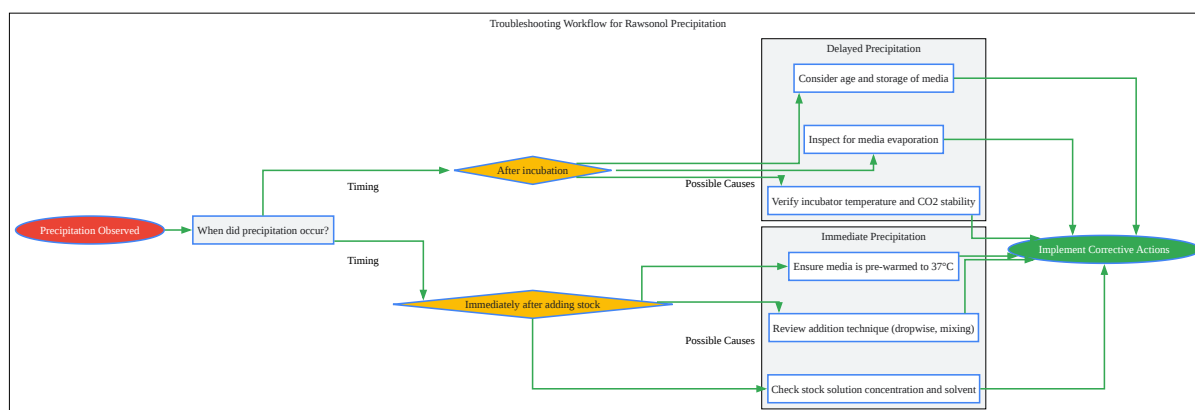 Troubleshooting Workflow for Rawsonol Precipitation
Delayed Precipitation
Consider age and storage of media
Inspect for media evaporation
After incubation
Timing
Possible Causes
Verify incubator temperature and CO2 stability
Precipitation Observed
When did precipitation occur?
Immediate Precipitation
Implement Corrective Actions
Timing
Ensure media is pre-warmed to 37°C
Immediately after adding stock
Review addition technique (dropwise, mixing)
Possible Causes
Check stock solution concentration and solvent